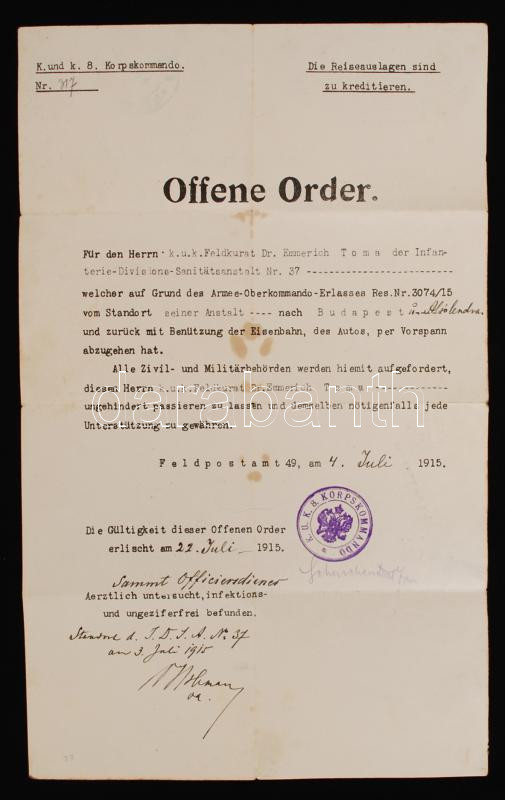 K.und k. 8. Korpskommando.
Nr. 317
Die Reiseauslagen sind
zu kreditieren.
Offene Order.
Für den Herrn k.u.k.Feldkurat Dr. Emmerich T o m a der Infan-
terie-Divisions-Sanitätsanstalt Nr. 37 --------------------------
welcher auf Grund des Armee-Oberkommando-Erlasses Res.Nr.3074/15
vom Standort seiner Anstalt ---- nach B u d a p e s t und Alsólendva.
und zurück mit Benützung der Eisenbahn, des Autos, per Vorspann
abzugehen hat.
Alle Zivil- und Militärbehörden werden hiemit aufgefordert,
diesen Herrn k.u.k.Feldkurat Dr.Emmerich T o m a --------------
ungehindert passieren zu lassen und demselben nötigenfalls jede
Unterstützung zu gewähren.
darabanth
F e l d p o s t a m t 49, am 4. Juli 1915.
K. U. K. 8. KORPSKOMMANDO
Die Gültigkeit dieser Offenen Order
erlischt am 22. Juli - 1915.
Sammt Officiersdiener
Aerztlich untersucht, infektions-
und ungezieferfrei befunden.
Standort d. I. D. S. A. No 37
am 3. Juli 1915